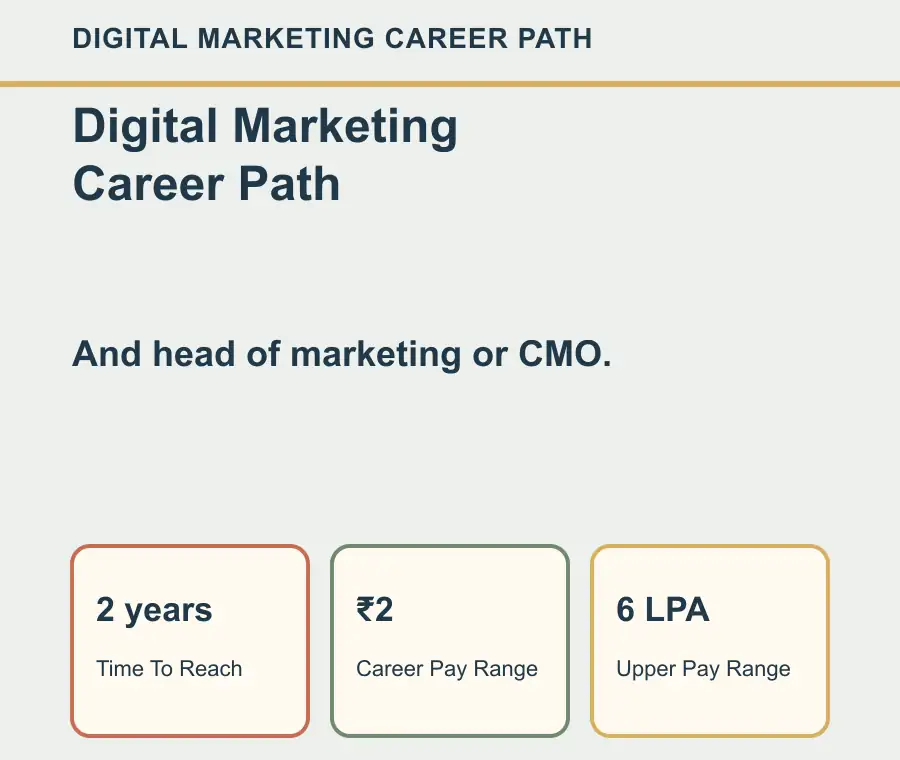 DIGITAL MARKETING CAREER PATH
Digital Marketing
Career Path
And head of marketing or CMO.
2 years
Time To Reach
₹2
Career Pay Range
6 LPA
Upper Pay Range